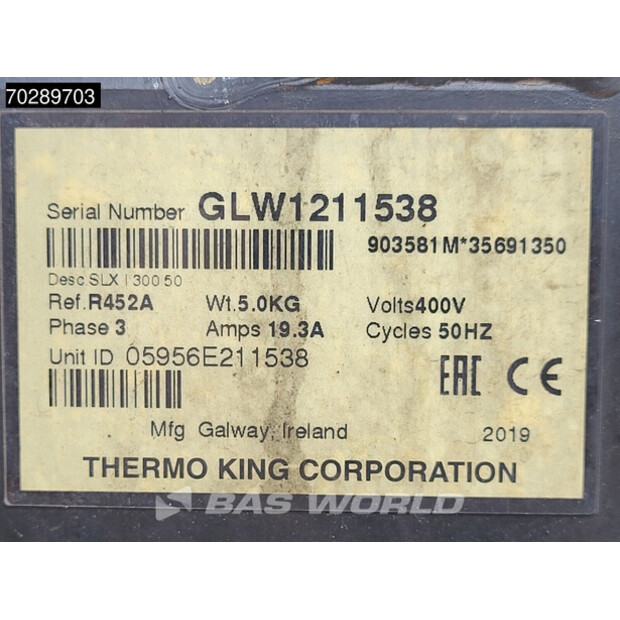 70289703
Serial Number GLW1211538
903581M*35691350
Desc SLX I 300 50
Ref.R452A Wt.5.0KG Volts400V
Phase 3 Amps 19.3A Cycles 50HZ
Unit ID 05956E211538
EAC CE
Mfg Galway, Ireland 2019
THERMO KING CORPORATION
BAS WORLD